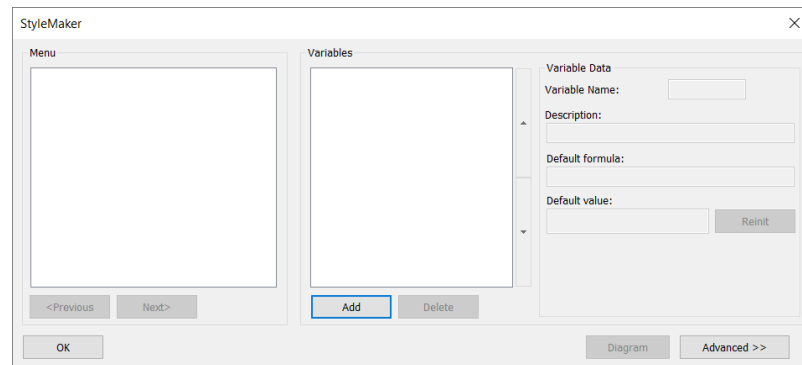 StyleMaker
Menu
Variables
Variable Data
Variable Name:
Description:
Default formula:
Default value:
Reinit
<Previous
Next>
Add
Delete
OK
Diagram
Advanced >>